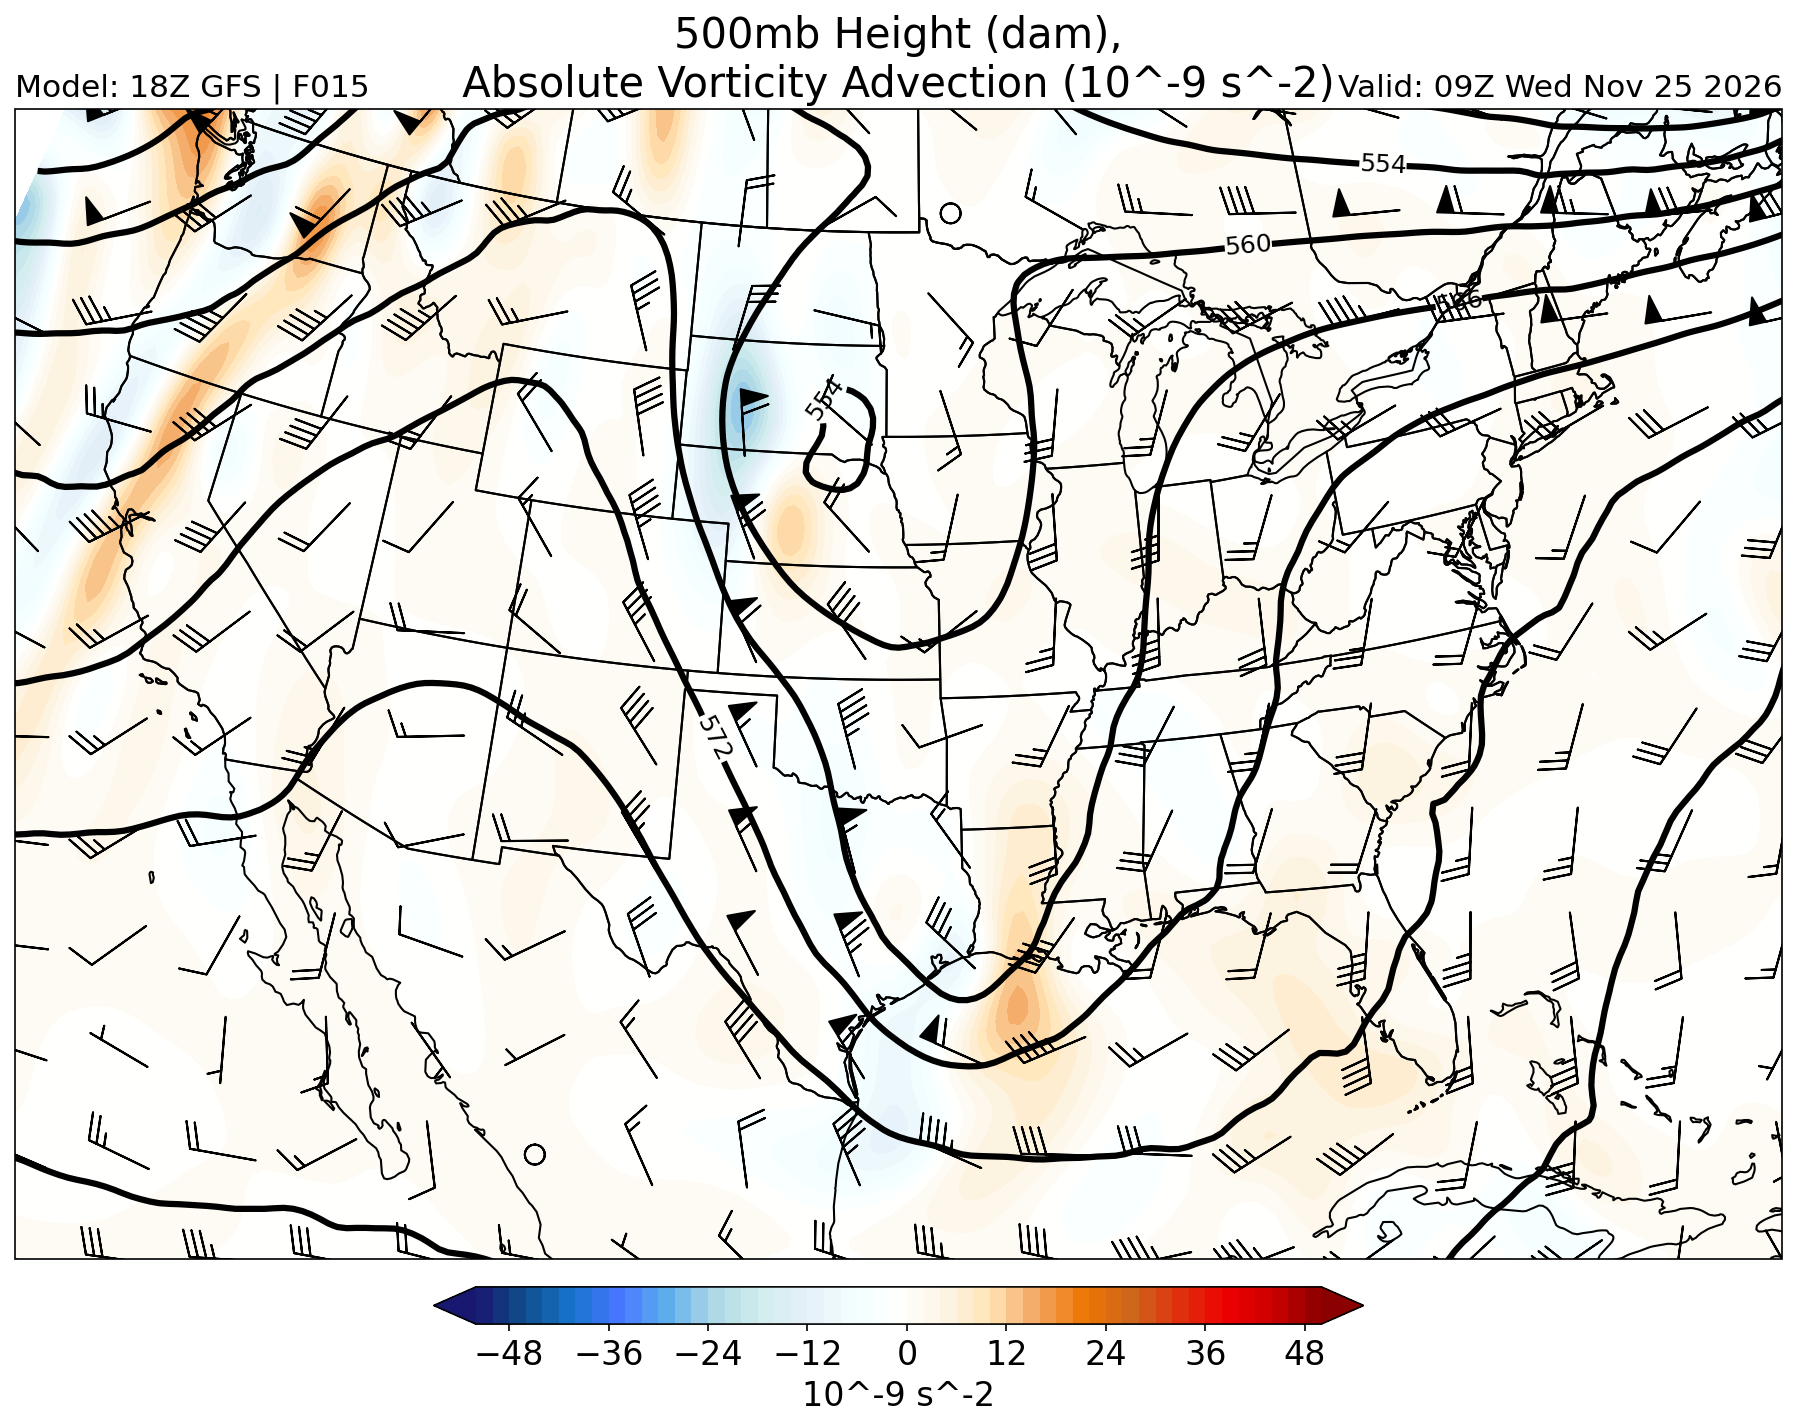 500mb Height (dam),
Absolute Vorticity Advection (10^-9 s^-2)
Model: 18Z GFS | F015
Valid: 09Z Wed Nov 25 2026
554
560
554
572
−48 −36 −24 −12 0 12 24 36 48
10^-9 s^-2